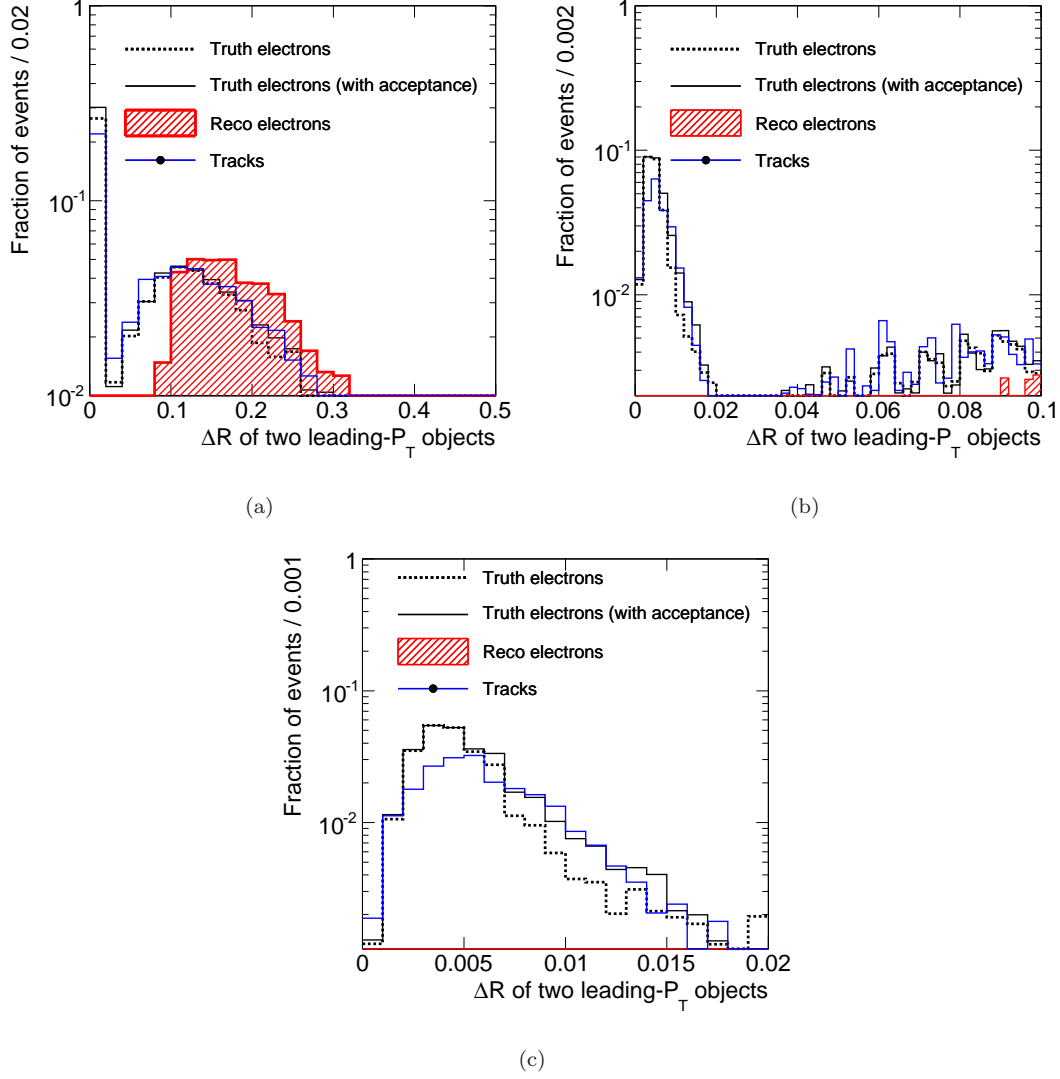 Fraction of events / 0.02
1
10-1
10-2
Truth electrons
Truth electrons (with acceptance)
Reco electrons
Tracks
0 0.1 0.2 0.3 0.4 0.5
ΔR of two leading-PT objects
(a)
Fraction of events / 0.002
1
10-1
10-2
Truth electrons
Truth electrons (with acceptance)
Reco electrons
Tracks
0 0.02 0.04 0.06 0.08 0.1
ΔR of two leading-PT objects
(b)
Fraction of events / 0.001
1
10-1
10-2
Truth electrons
Truth electrons (with acceptance)
Reco electrons
Tracks
0 0.005 0.01 0.015 0.02
ΔR of two leading-PT objects
(c)